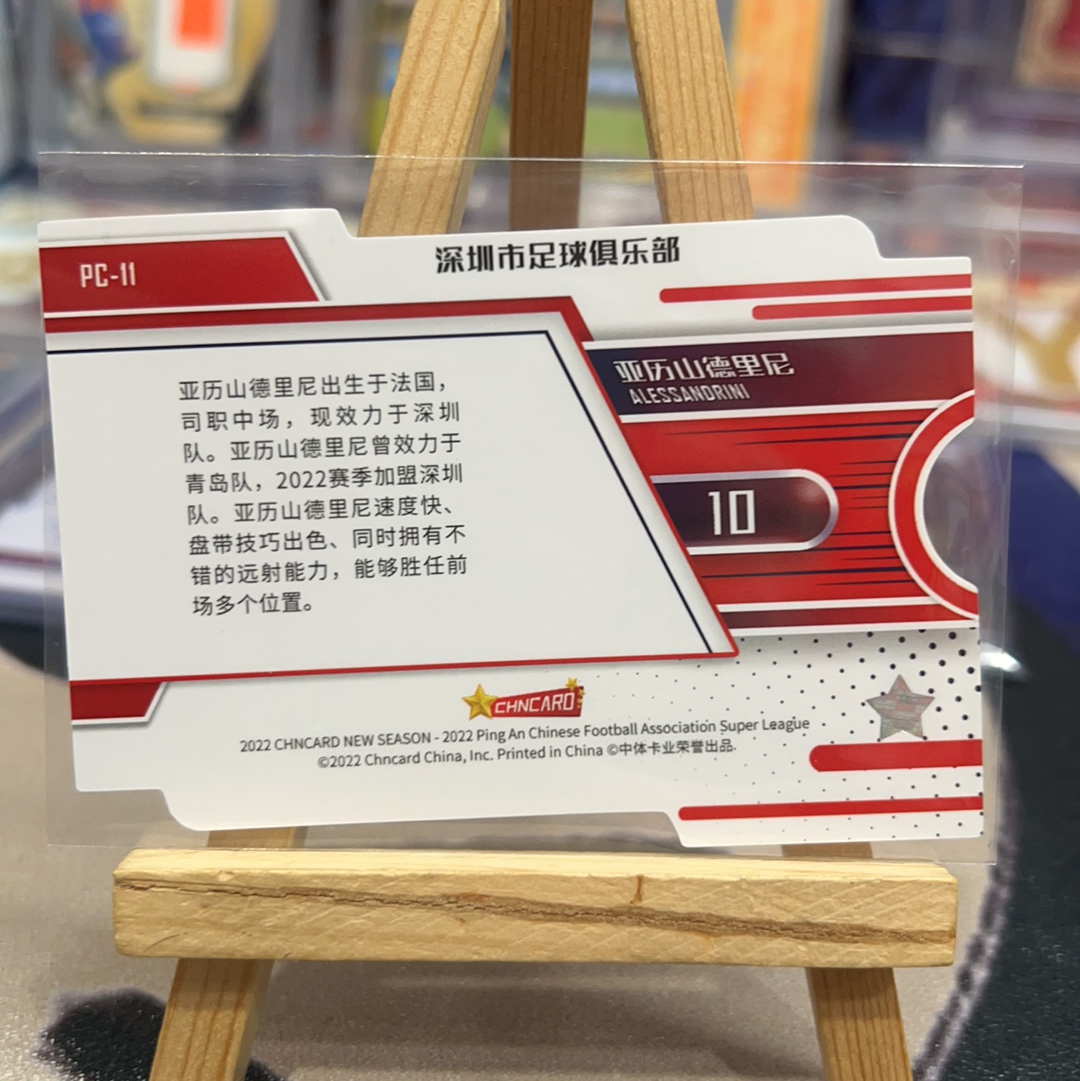 PC-11
深圳市足球俱乐部
亚历山德里尼
ALESSANDRINI
10
亚历山德里尼出生于法国，
司职中场，现效力于深圳
队。亚历山德里尼曾效力于
青岛队，2022赛季加盟深圳
队。亚历山德里尼速度快、
盘带技巧出色、同时拥有不
错的远射能力，能够胜任前
场多个位置。
CHNCARD
2022 CHNCARD NEW SEASON - 2022 Ping An Chinese Football Association Super League
©2022 Chncard China, Inc. Printed in China ©中体卡业荣誉出品.